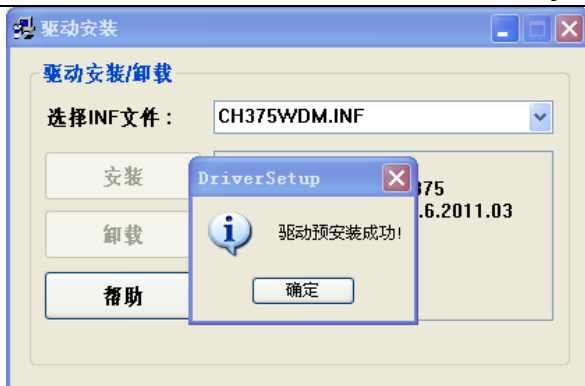 驱动安装
驱动安装/卸载
选择INF文件：
CH375WDM.INF
安装
DriverSetup
375
.6.2011.03
卸载
驱动预安装成功!
帮助
确定